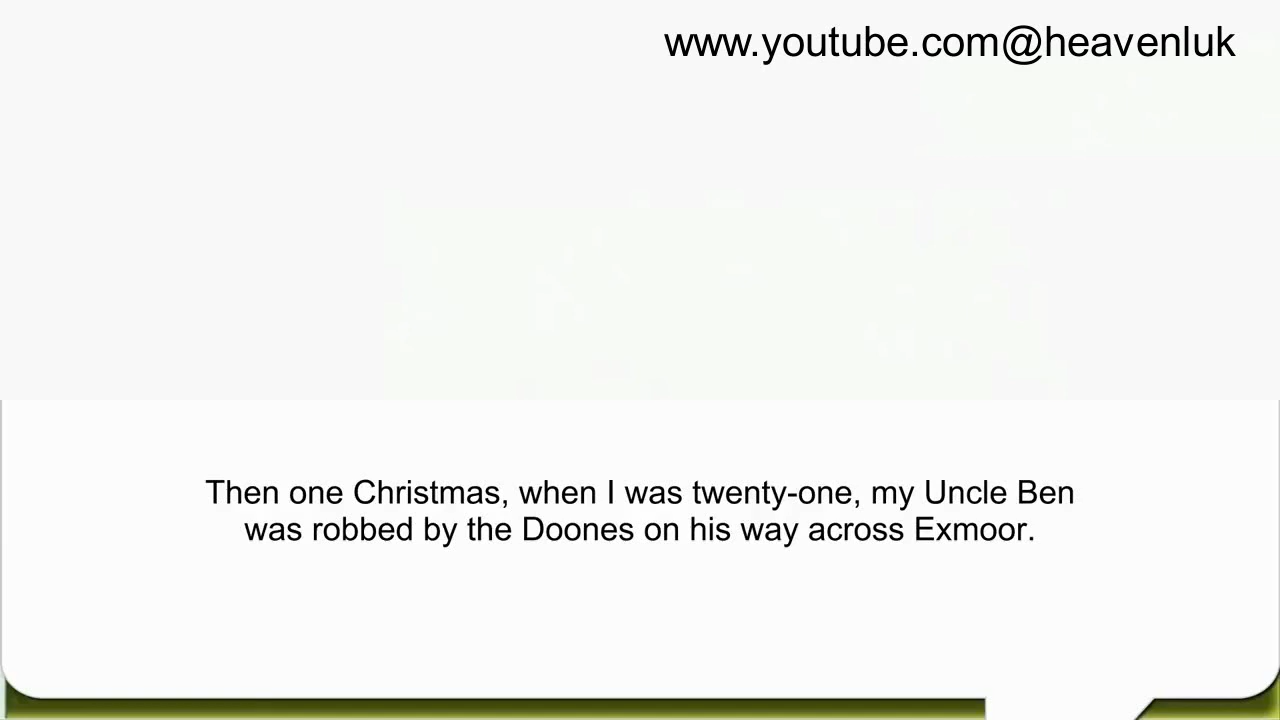 www.youtube.com@heavenluk
Then one Christmas, when I was twenty-one, my Uncle Ben
was robbed by the Doones on his way across Exmoor.